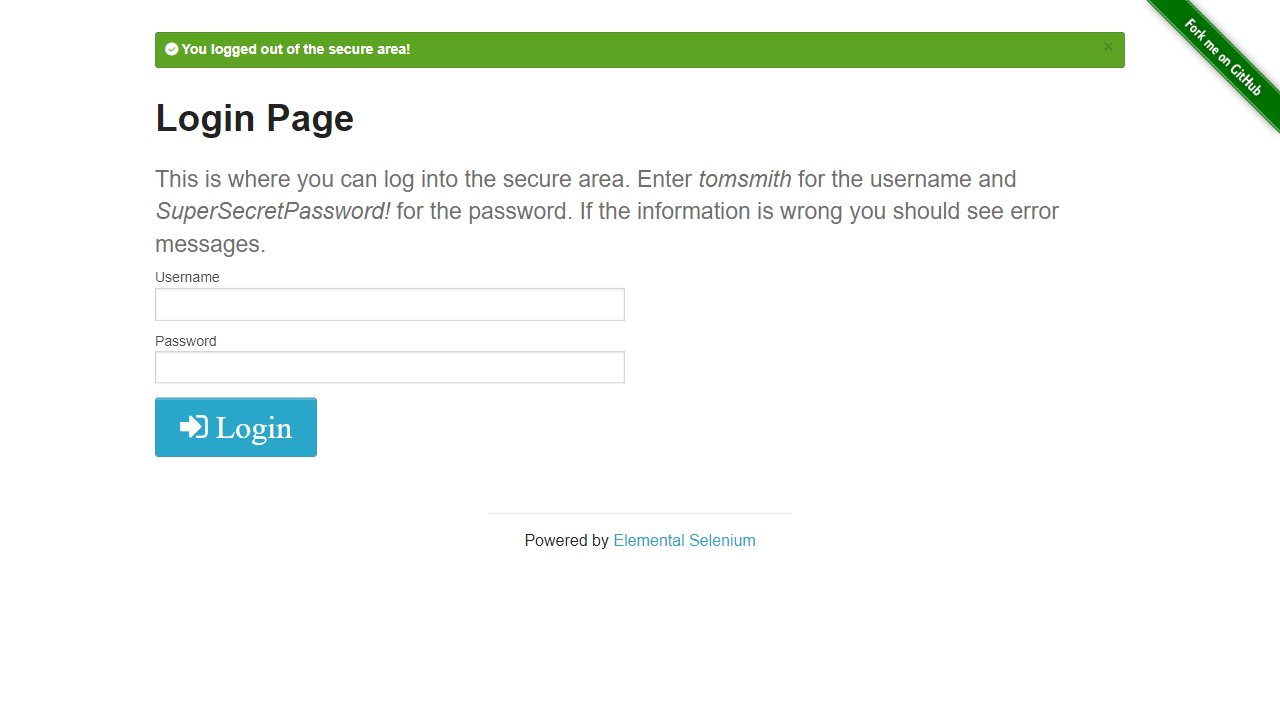 You logged out of the secure area!
×
Fork me on GitHub
Login Page
This is where you can log into the secure area. Enter tomsmith for the username and
SuperSecretPassword! for the password. If the information is wrong you should see error
messages.
Username
Password
Login
Powered by Elemental Selenium